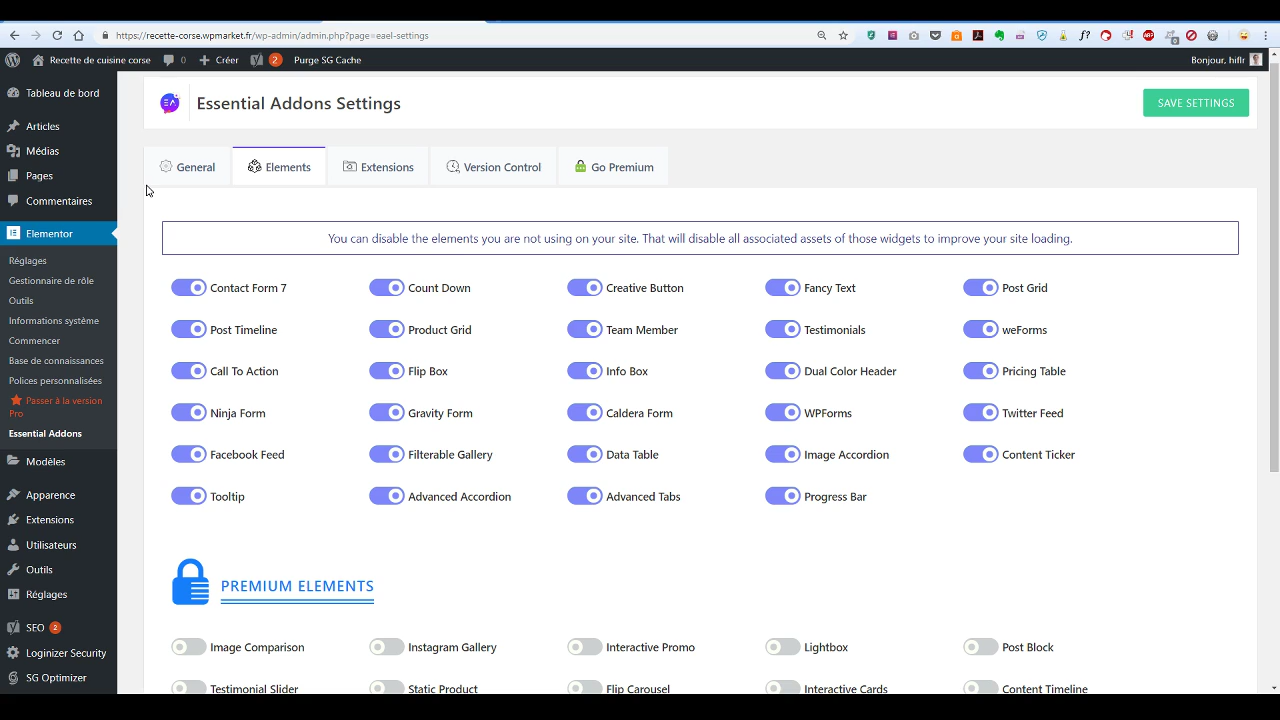 https://recette-corse.wpmarket.fr/wp-admin/admin.php?page=eael-settings
Recette de cuisine corse 0 Créer 2 Purge SG Cache Bonjour, hiflr
Tableau de bord
Articles
Médias
Pages
Commentaires
Elementor
Réglages
Gestionnaire de rôle
Outils
Informations système
Commencer
Base de connaissances
Polices personnalisées
Passer à la version
Pro
Essential Addons
Modèles
Apparence
Extensions
Utilisateurs
Outils
Réglages
SEO 2
Loginizer Security
SG Optimizer
Essential Addons Settings
SAVE SETTINGS
General Elements Extensions Version Control Go Premium
You can disable the elements you are not using on your site. That will disable all associated assets of those widgets to improve your site loading.
Contact Form 7 Count Down Creative Button Fancy Text Post Grid
Post Timeline Product Grid Team Member Testimonials weForms
Call To Action Flip Box Info Box Dual Color Header Pricing Table
Ninja Form Gravity Form Caldera Form WPForms Twitter Feed
Facebook Feed Filterable Gallery Data Table Image Accordion Content Ticker
Tooltip Advanced Accordion Advanced Tabs Progress Bar
PREMIUM ELEMENTS
Image Comparison Instagram Gallery Interactive Promo Lightbox Post Block
Testimonial Slider Static Product Flip Carousel Interactive Cards Content Timeline